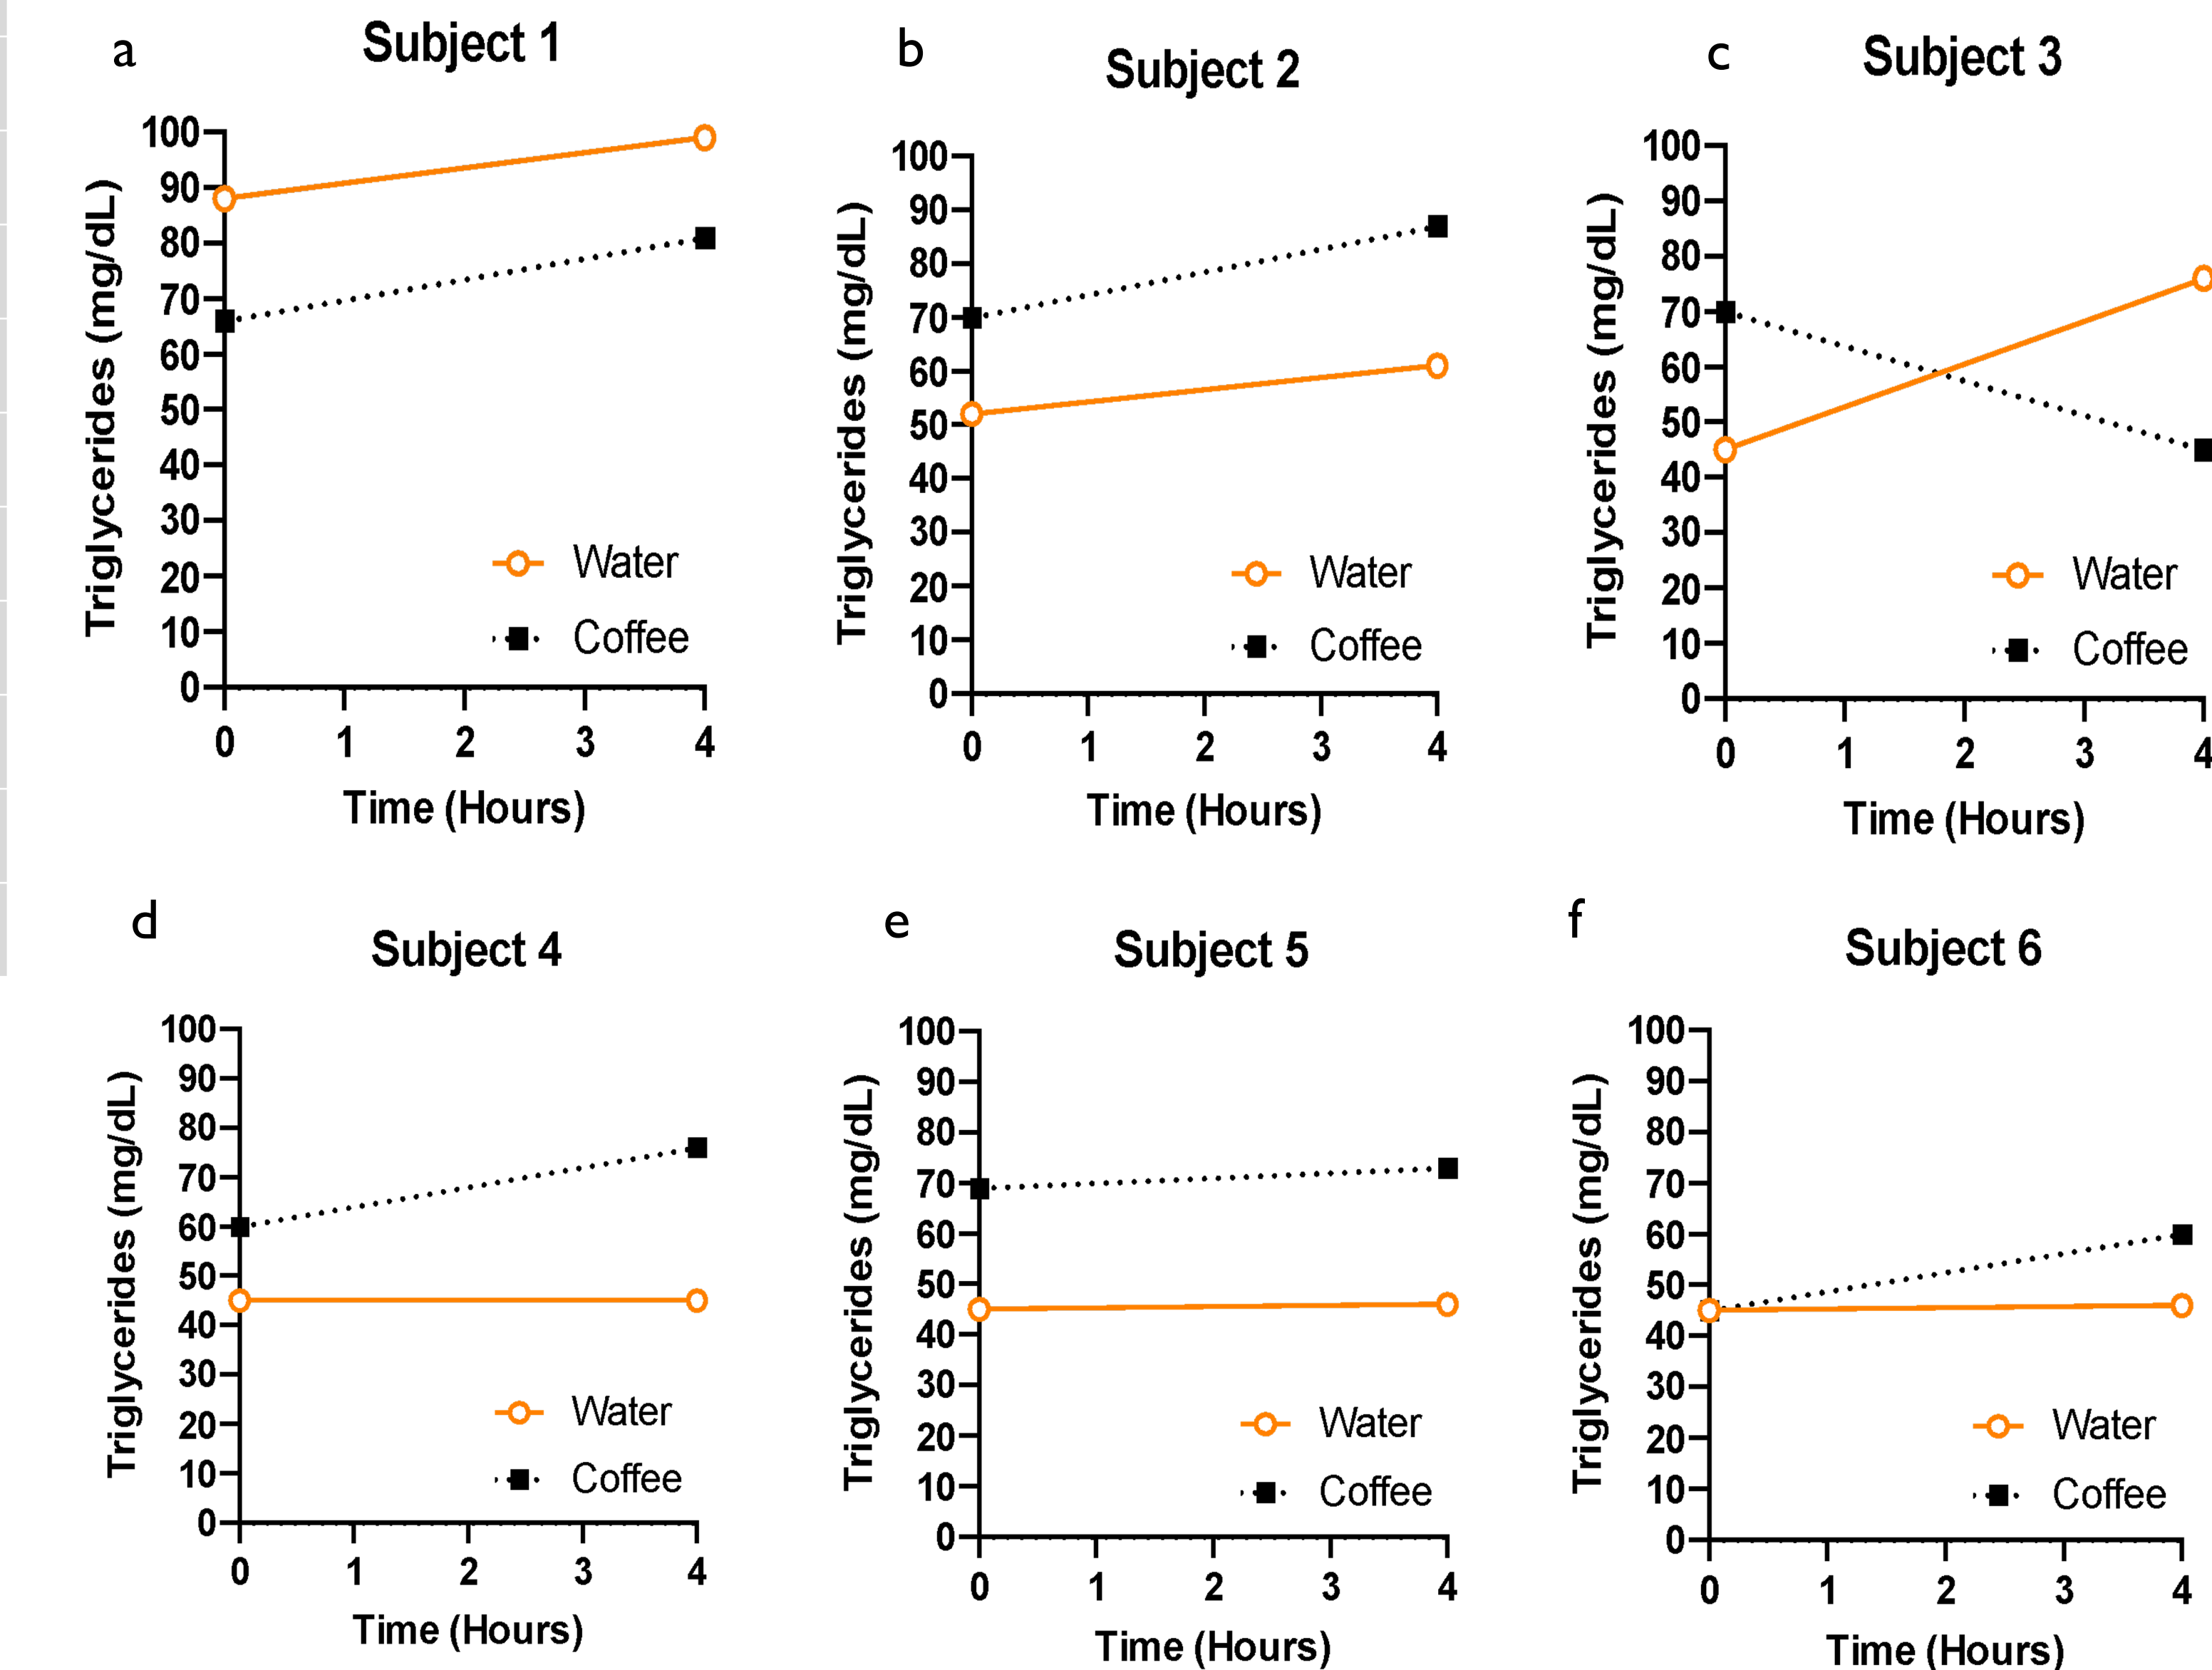 a
Subject 1
Triglycerides (mg/dL)
100
90
80
70
60
50
40
30
20
10
0
Water
Coffee
0 1 2 3 4
Time (Hours)
b
Subject 2
Triglycerides (mg/dL)
100
90
80
70
60
50
40
30
20
10
0
Water
Coffee
0 1 2 3 4
Time (Hours)
c
Subject 3
Triglycerides (mg/dL)
100
90
80
70
60
50
40
30
20
10
0
Water
Coffee
0 1 2 3 4
Time (Hours)
d
Subject 4
Triglycerides (mg/dL)
100
90
80
70
60
50
40
30
20
10
0
Water
Coffee
0 1 2 3 4
Time (Hours)
e
Subject 5
Triglycerides (mg/dL)
100
90
80
70
60
50
40
30
20
10
0
Water
Coffee
0 1 2 3 4
Time (Hours)
f
Subject 6
Triglycerides (mg/dL)
100
90
80
70
60
50
40
30
20
10
0
Water
Coffee
0 1 2 3 4
Time (Hours)